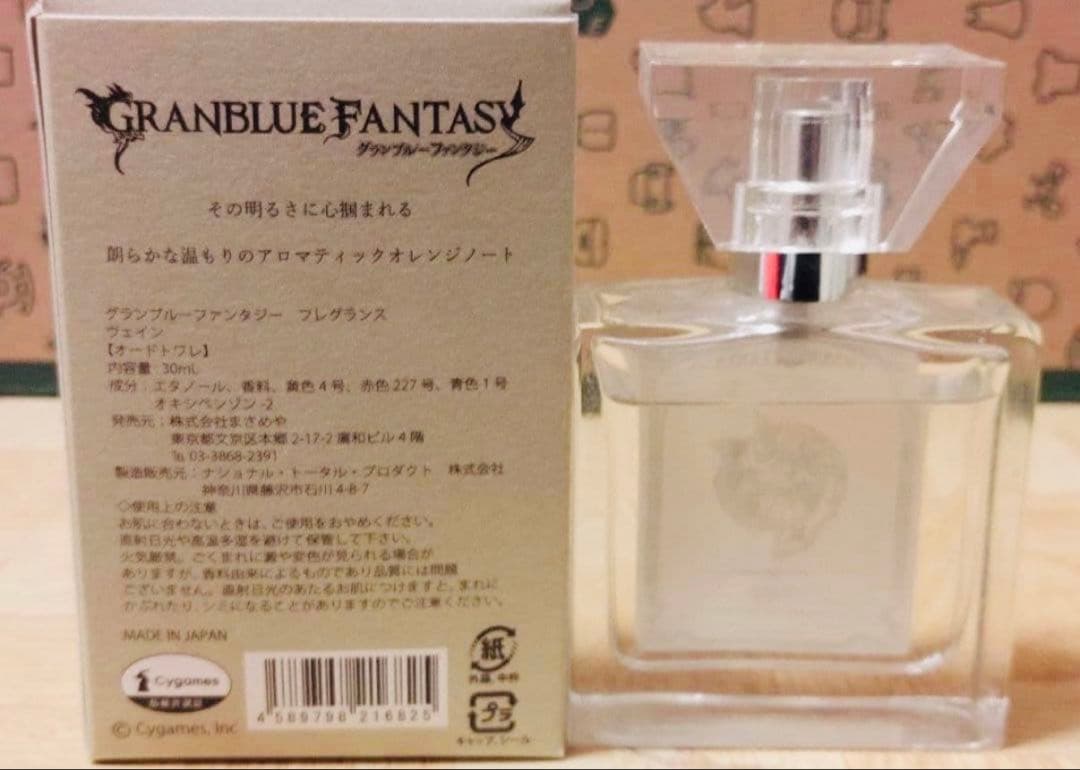 GRANBLUE FANTASY
グランブルーファンタジー
その明るさに心掴まれる
朗らかな温もりのアロマティックオレンジノート
グランブルーファンタジー フレグランス
ヴェイン
【オードトワレ】
内容量：30mL
成分：エタノール、香料、黄色4号、赤色227号、青色1号
オキシベンゾン-2
発売元：株式会社まさめや
東京都文京区本郷2-17-2廣和ビル4階
℡03-3868-2391
製造販売元：ナショナル・トータル・プロダクト 株式会社
神奈川県藤沢市石川4-8-7
◇使用上の注意
お肌に合わないときは、ご使用をおやめください。
直射日光や高温多湿を避けて保管して下さい。
火気厳禁。ごくまれに澱や変色が見られる場合が
ありますが、香料由来によるものであり品質には問題
ございません。直射日光のあたるお肌につけますと、まれに
かぶれたり、シミになることがありますのでご注意ください。
MADE IN JAPAN
Cygames
© Cygames, Inc
4 589798 216825
紙
外箱、中枠
プラ
キャップ、シール